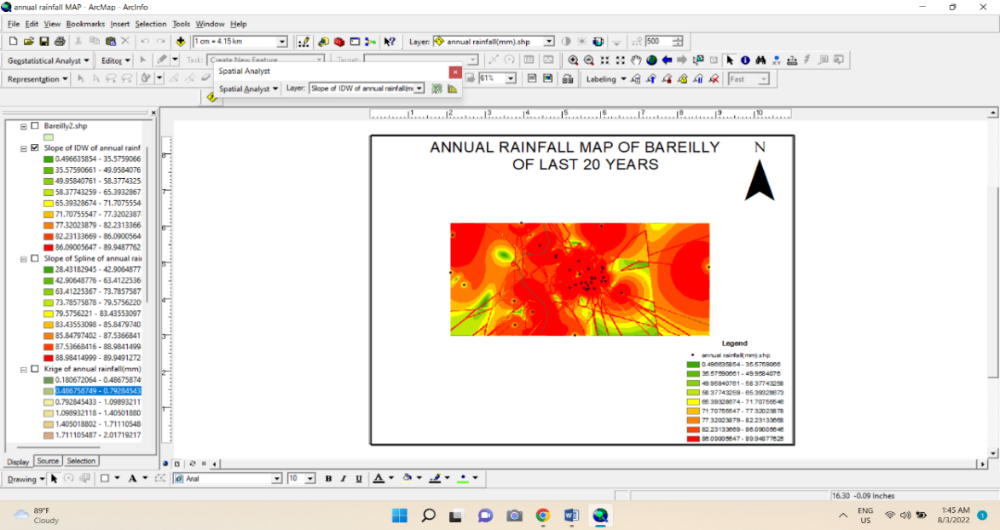 annual rainfall MAP - ArcMap - ArcInfo
File Edit View Bookmarks Insert Selection Tools Window Help
1 cm = 4.15 km
Layer: annual rainfall(mm).shp
500
Geostatistical Analyst
Editor
Task: Create New Feature
Target:
Representation
61%
Labeling
Fast
Spatial Analyst
Spatial Analyst Layer: Slope of IDW of annual rainfall(m
1 2 3 4 5 6 7 8 9 10
8
7
6
5
4
3
2
1
Bareilly2.shp
Slope of IDW of annual rainf
0.496635854 - 35.5759066
35.57590661 - 49.9584076
49.95840761 - 58.3774325
58.37743259 - 65.3932867
65.39328674 - 71.7075554
71.70755547 - 77.3202387
77.32023879 - 82.2313366
82.23133669 - 86.0900564
86.09005647 - 89.9487762
Slope of Spline of annual rai
28.43182945 - 42.9064877
42.90648776 - 63.4122536
63.41225367 - 73.7857587
73.78575878 - 79.5756220
79.5756221 - 83.43553097
83.43553098 - 85.8479740
85.84797402 - 87.5366841
87.53668416 - 88.9841499
88.98414999 - 89.9491272
Krige of annual rainfall(mm)
0.180672064 - 0.48675874
0.486758749 - 0.79284543
0.792845433 - 1.09893211
1.098932118 - 1.40501880
1.405018802 - 1.71110548
1.711105487 - 2.01719217
Display Source Selection
ANNUAL RAINFALL MAP OF BAREILLY
OF LAST 20 YEARS
N
Legend
annual rainfall(mm).shp
0.496635854 - 35.5759066
35.57590661 - 49.9584076
49.95840761 - 58.37743258
58.37743259 - 65.39328673
65.39328674 - 71.70755546
71.70755547 - 77.32023878
77.32023879 - 82.23133668
82.23133669 - 86.09005646
86.09005647 - 89.94877625
Drawing
A
Arial
10
B I U A
16.30 -0.09 Inches
89°F
Cloudy
ENG
US
1:45 AM
8/3/2022
1